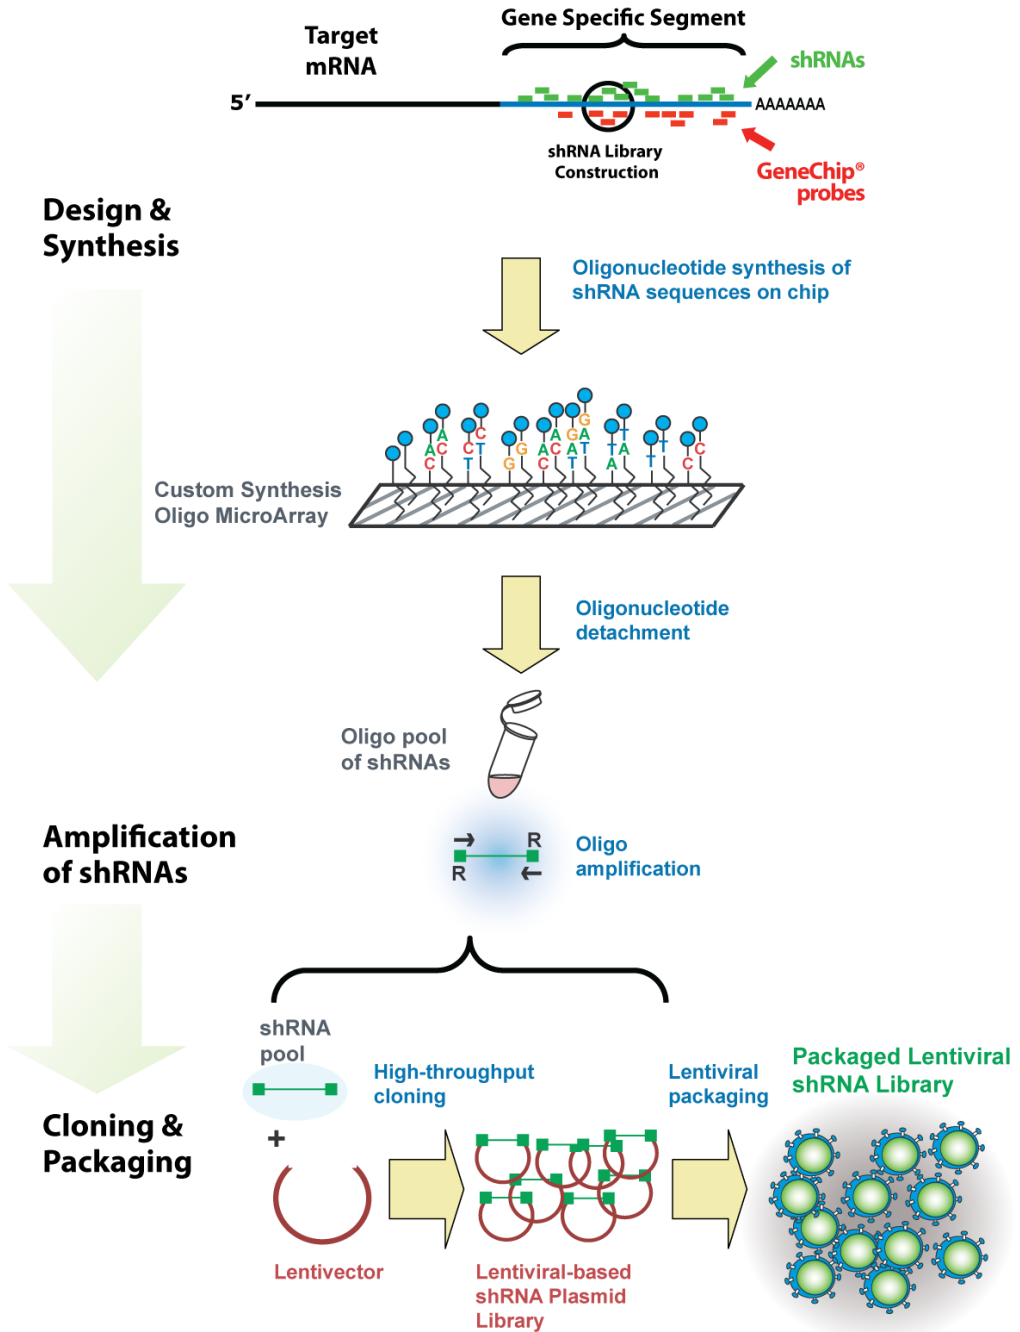 Gene Specific Segment
Target
mRNA
shRNAs
5’
AAAAAAA
shRNA Library
Construction
GeneChip®
probes
Design &
Synthesis
Oligonucleotide synthesis of
shRNA sequences on chip
A C
A C
C T
C T
G
G
A C
A C
G A T
G A T
T A
T A
T
T
C
C
Custom Synthesis
Oligo MicroArray
Oligonucleotide
detachment
Oligo pool
of shRNAs
Amplification
of shRNAs
R
R
Oligo
amplification
shRNA
pool
High-throughput
cloning
Lentiviral
packaging
Packaged Lentiviral
shRNA Library
Cloning &
Packaging
+
Lentivector
Lentiviral-based
shRNA Plasmid
Library